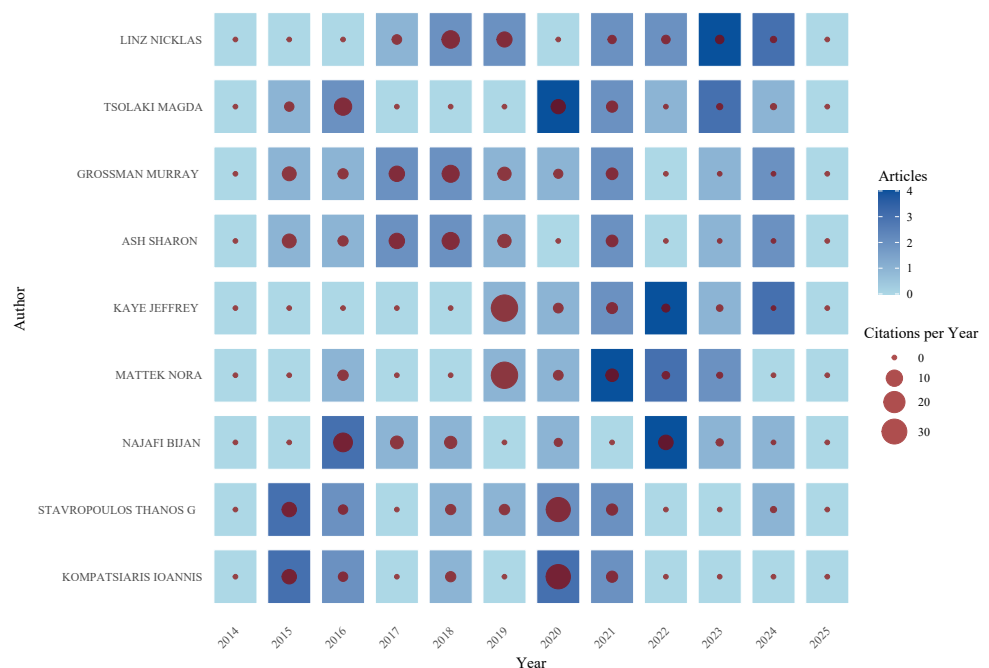 LINZ NICKLAS
TSOLAKI MAGDA
GROSSMAN MURRAY
ASH SHARON
KAYE JEFFREY
MATTEK NORA
NAJAFI BIJAN
STAVROPOULOS THANOS G
KOMPATSIARIS IOANNIS
Author
2014
2015
2016
2017
2018
2019
2020
2021
2022
2023
2024
2025
Year
Articles
4
3
2
1
0
Citations per Year
0
10
20
30